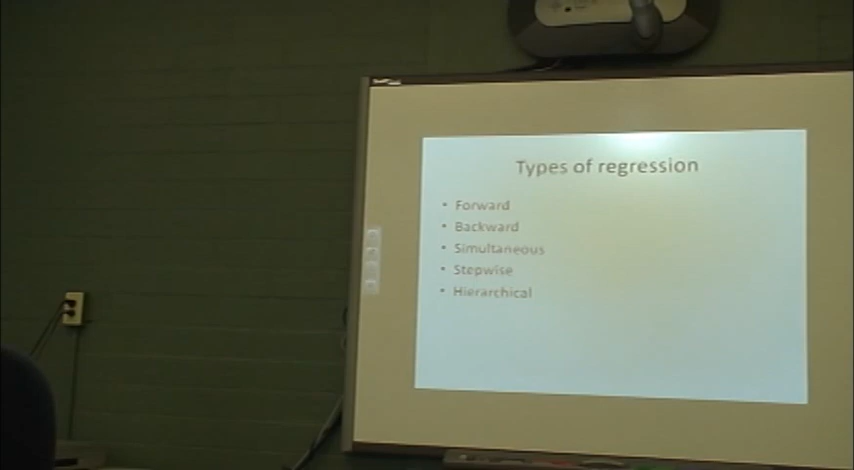 Types of regression
• Forward
• Backward
• Simultaneous
• Stepwise
• Hierarchical